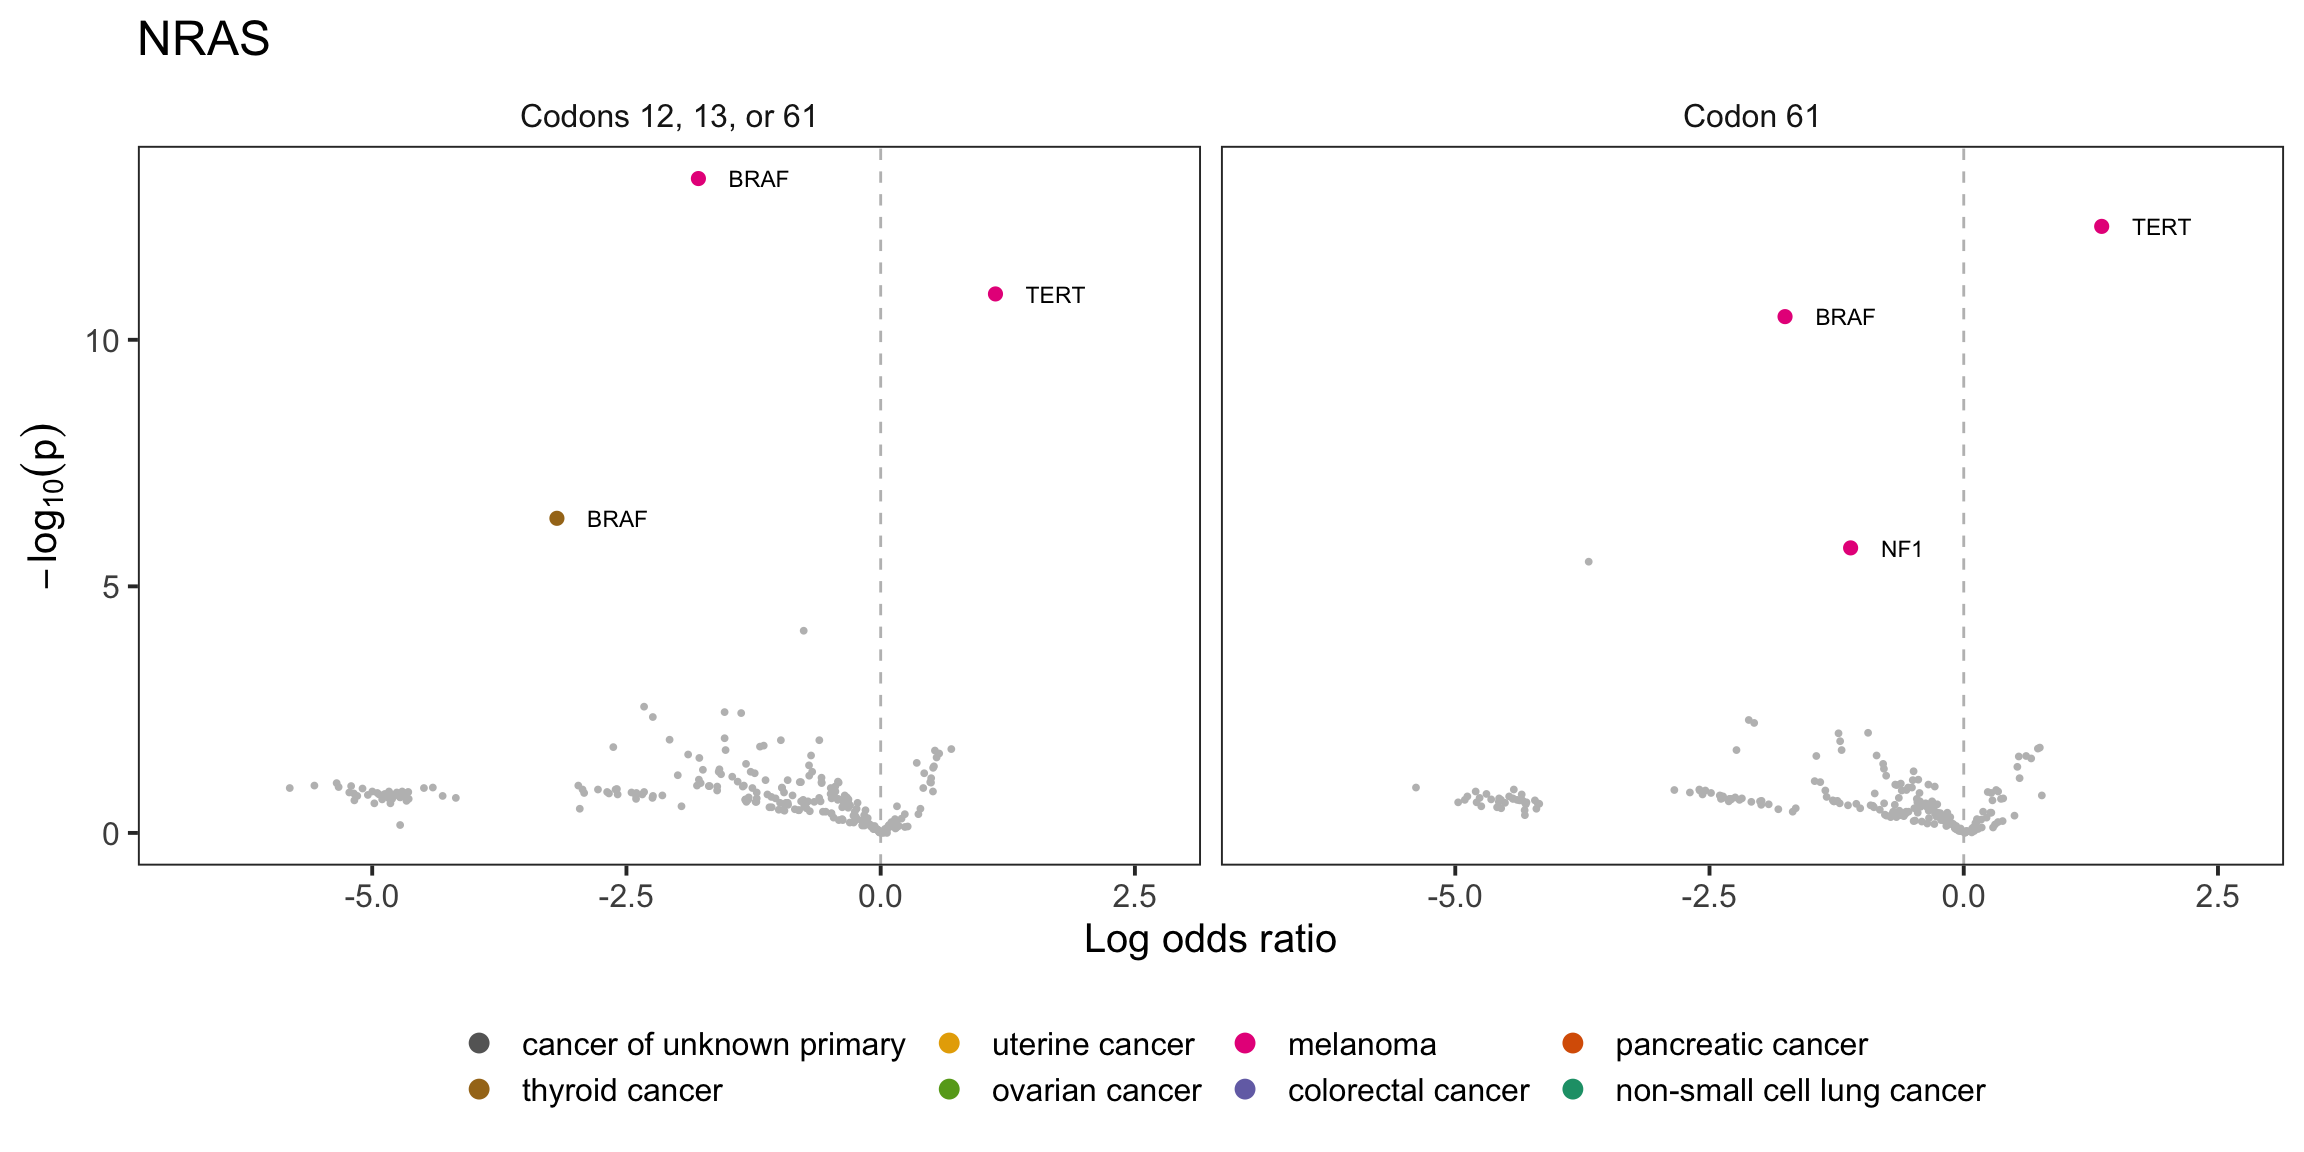 NRAS
Codons 12, 13, or 61
Codon 61
BRAF
TERT
BRAF
TERT
BRAF
NF1
−log10(p)
10
5
0
-5.0 -2.5 0.0 2.5
-5.0 -2.5 0.0 2.5
Log odds ratio
cancer of unknown primary uterine cancer melanoma pancreatic cancer
thyroid cancer ovarian cancer colorectal cancer non-small cell lung cancer